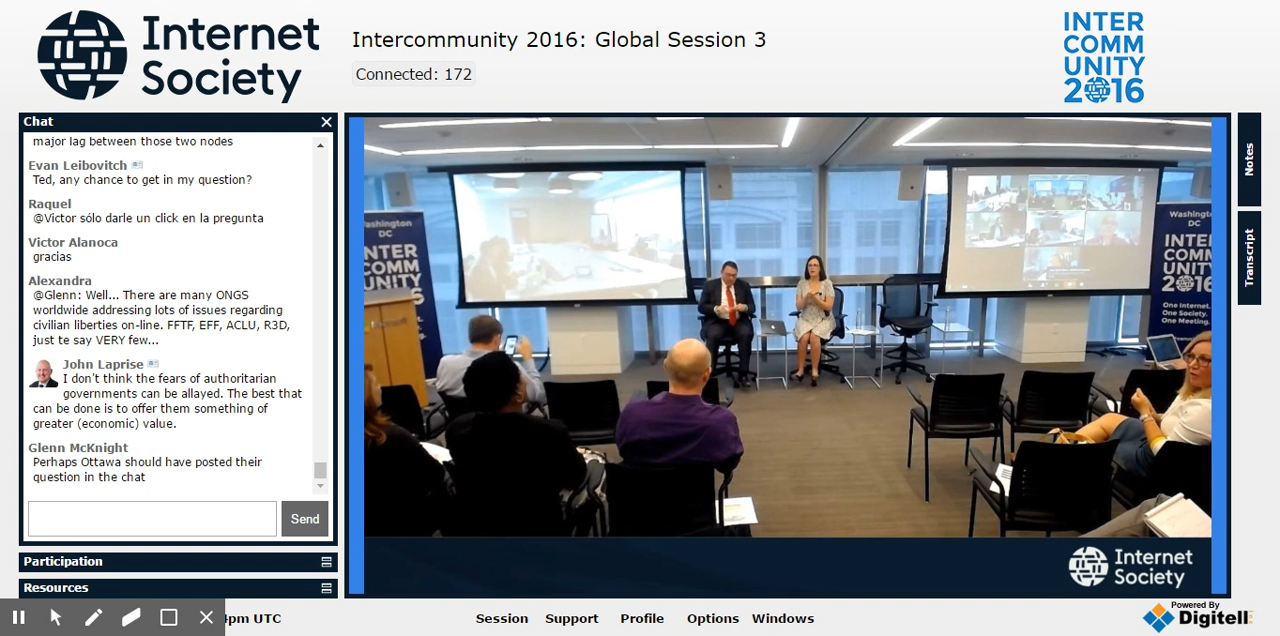 Internet
Society
Intercommunity 2016: Global Session 3
Connected: 172
INTER
COMM
UNITY
2016
Chat
major lag between those two nodes
Evan Leibovitch
Ted, any chance to get in my question?
Raquel
@Victor sólo darle un click en la pregunta
Victor Alanoca
gracias
Alexandra
@Glenn: Well... There are many ONGS
worldwide addressing lots of issues regarding
civilian liberties on-line. FFTF, EFF, ACLU, R3D,
just te say VERY few...
John Laprise
I don't think the fears of authoritarian
governments can be allayed. The best that
can be done is to offer them something of
greater (economic) value.
Glenn McKnight
Perhaps Ottawa should have posted their
question in the chat
Send
Participation
Resources
Washington
DC
INTER
COMM
UNITY
Washingt
DC
INTE
COM
UNIT
2016
One Internet.
One Society.
One Meeting.
Internet
Society
Notes
Transcript
4pm UTC
Session
Support
Profile
Options
Windows
Powered By
Digitell